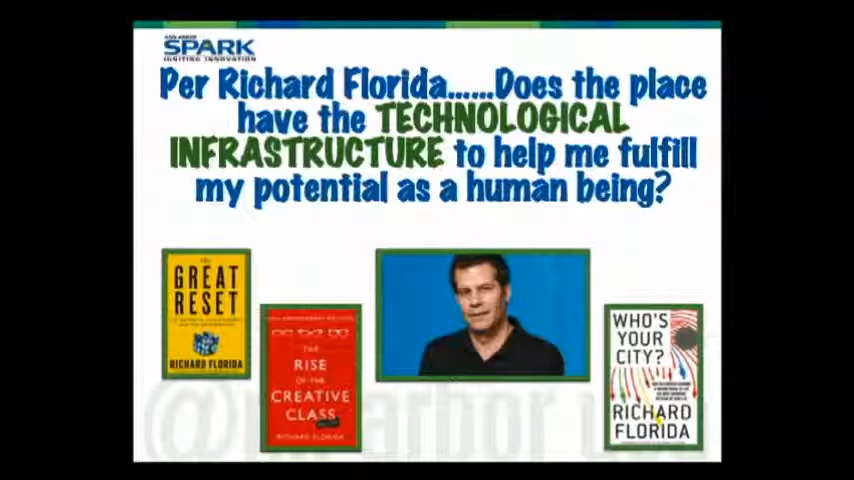 ANN ARBOR
SPARK
IGNITING INNOVATION
Per Richard Florida......Does the place
have the TECHNOLOGICAL
INFRASTRUCTURE to help me fulfill
my potential as a human being?
THE
GREAT
RESET
RICHARD FLORIDA
THE
RISE
OF THE
CREATIVE
CLASS
RICHARD FLORIDA
WHO'S
YOUR
CITY?
RICHARD
FLORIDA